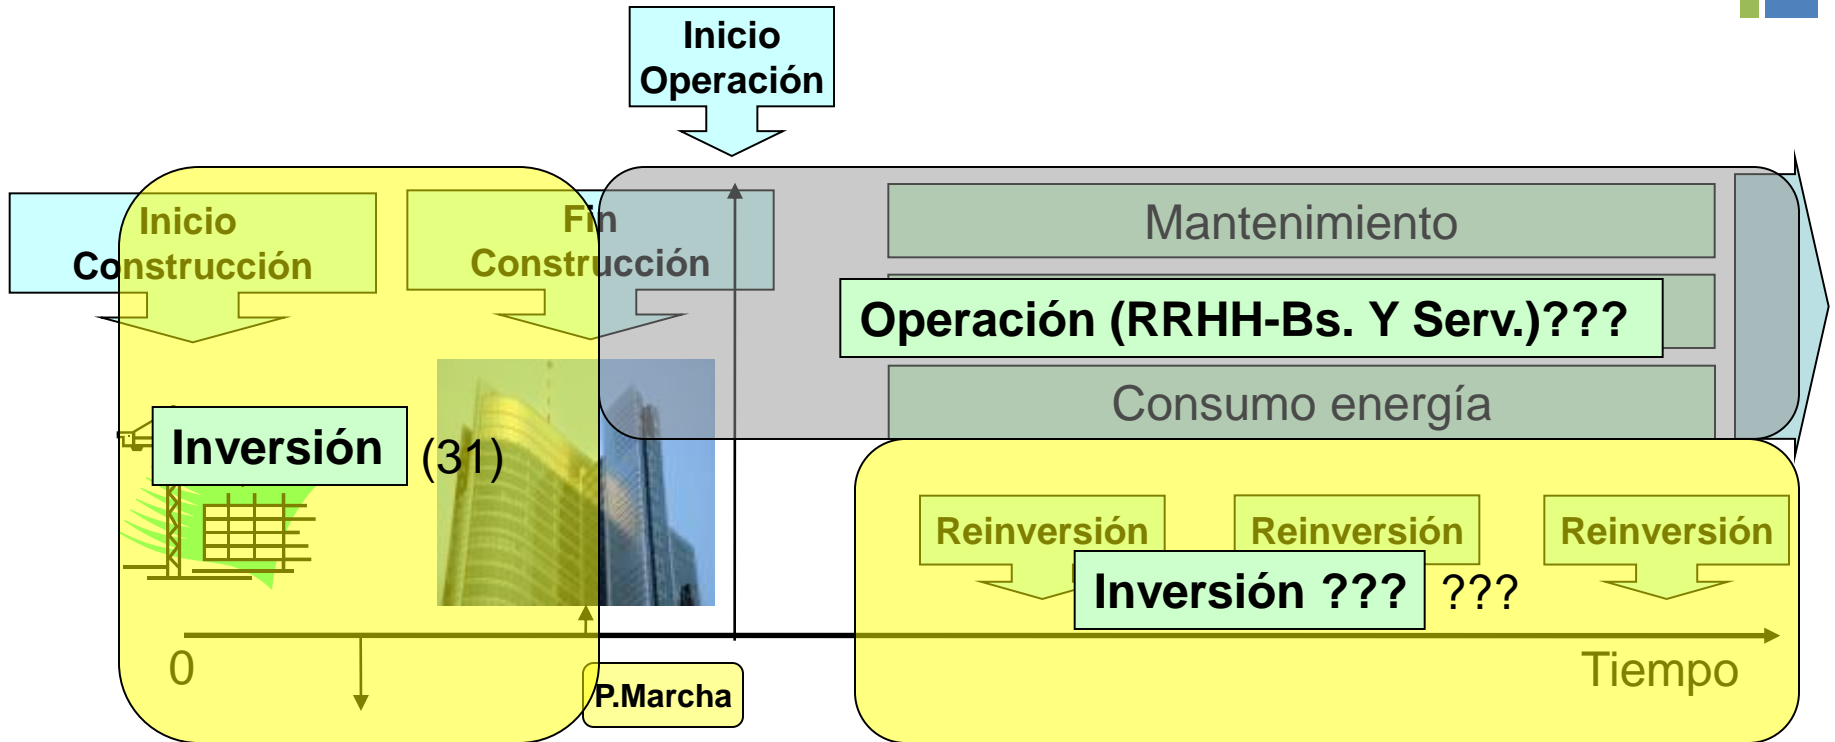 Inicio
Operación
Inicio
Construcción
Fin
Construcción
Mantenimiento
Operación (RRHH-Bs. Y Serv.)???
Consumo energía
Inversión
(31)
Reinversión
Reinversión
Reinversión
Inversión ???
???
0
Tiempo
P.Marcha